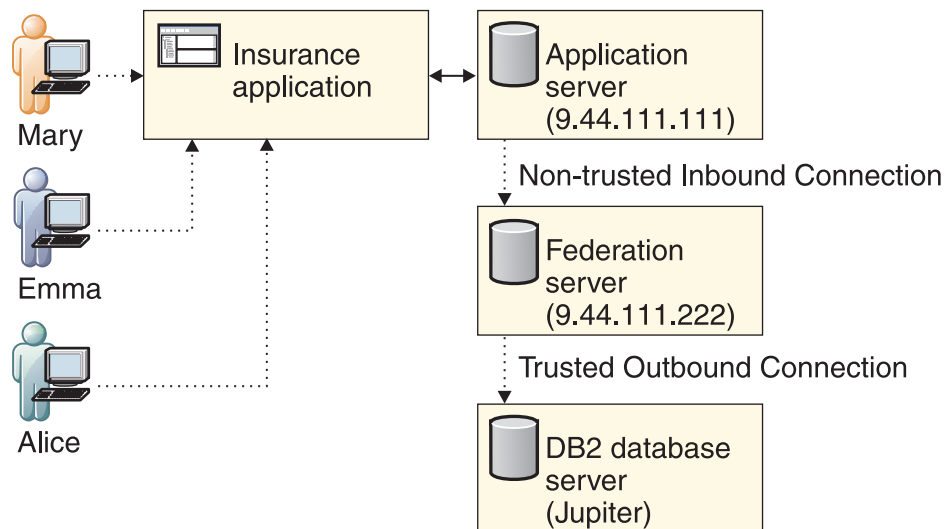 Mary
Emma
Alice
Insurance
application
Application
server
(9.44.111.111)
Non-trusted Inbound Connection
Federation
server
(9.44.111.222)
Trusted Outbound Connection
DB2 database
server
(Jupiter)